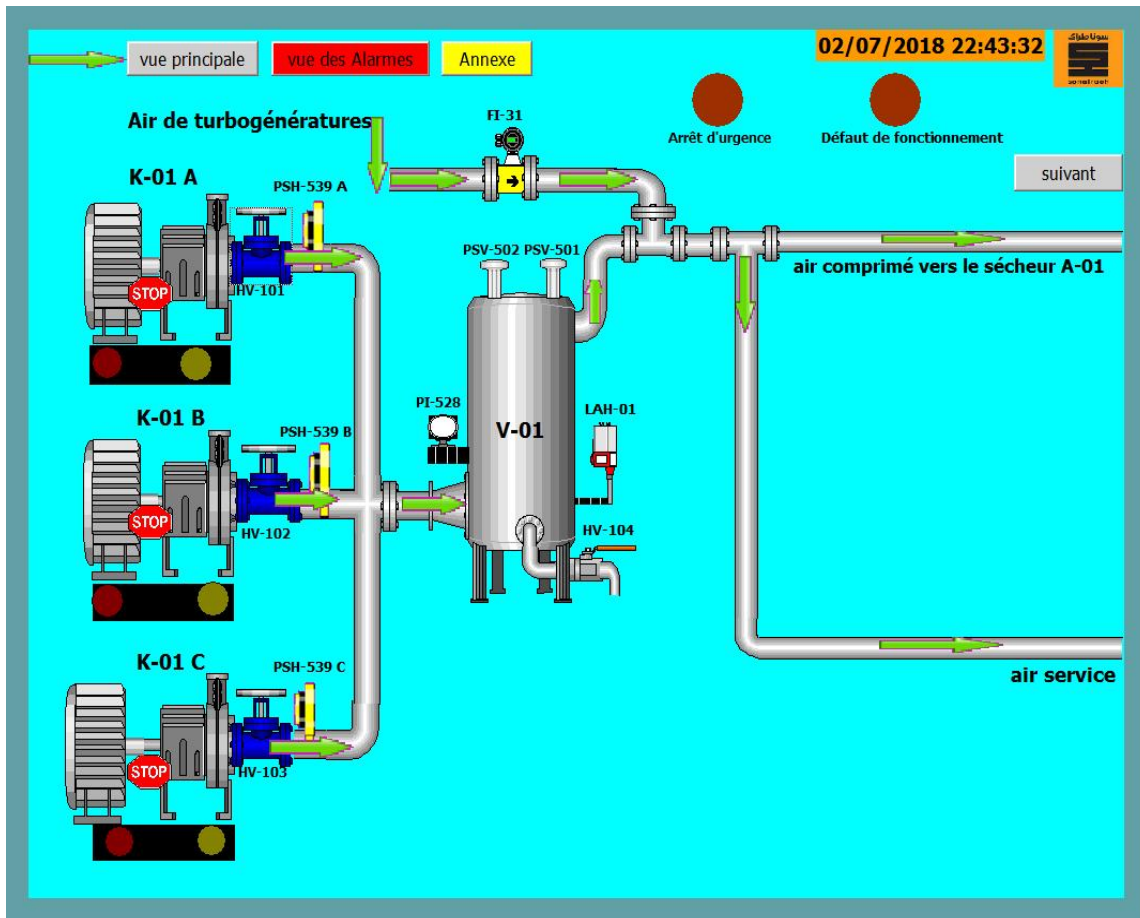 vue principale
vue des Alarmes
Annexe
02/07/2018 22:43:32
سوناطراك
sonatrach
Arrêt d'urgence
Défaut de fonctionnement
suivant
Air de turbogénératures
FI-31
K-01 A
PSH-539 A
HV-101
STOP
PSV-502
PSV-501
air comprimé vers le sécheur A-01
K-01 B
PSH-539 B
HV-102
STOP
PI-528
V-01
LAH-01
HV-104
K-01 C
PSH-539 C
HV-103
STOP
air service